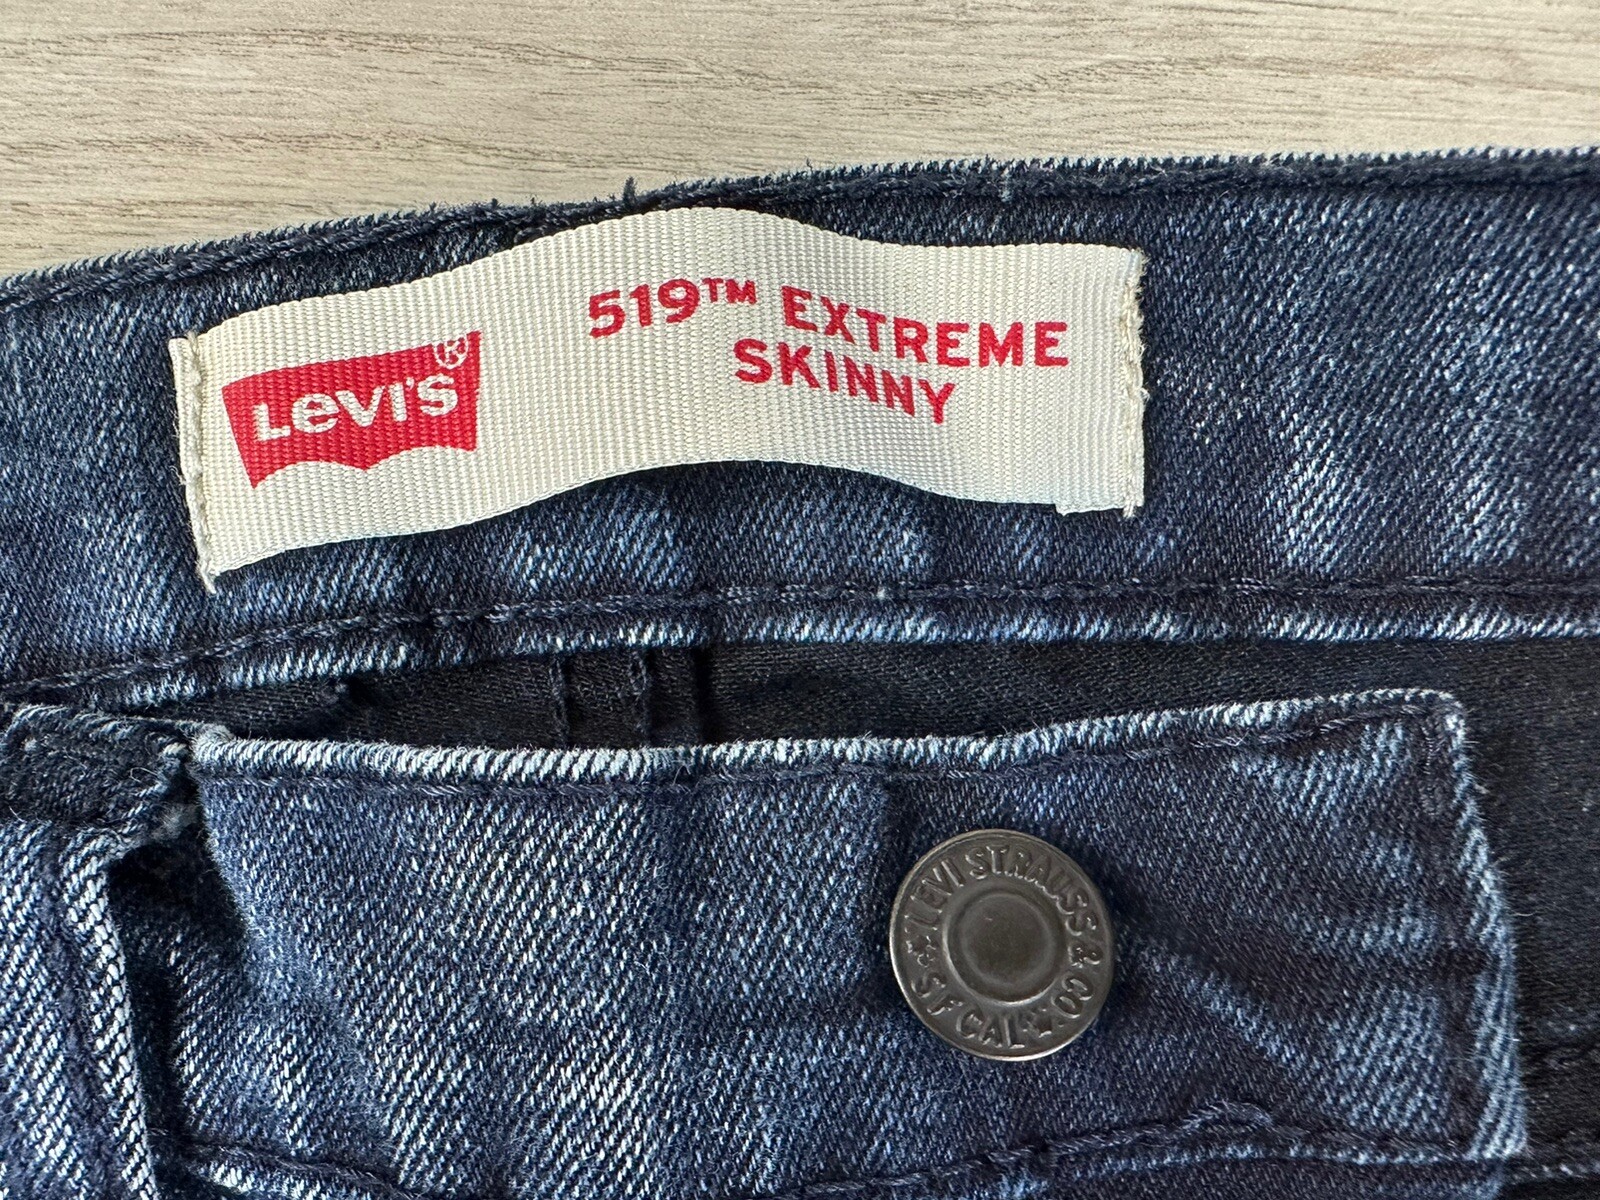 LEVI'S®
519™ EXTREME
SKINNY
LEVI STRAUSS & CO.
S F CAL